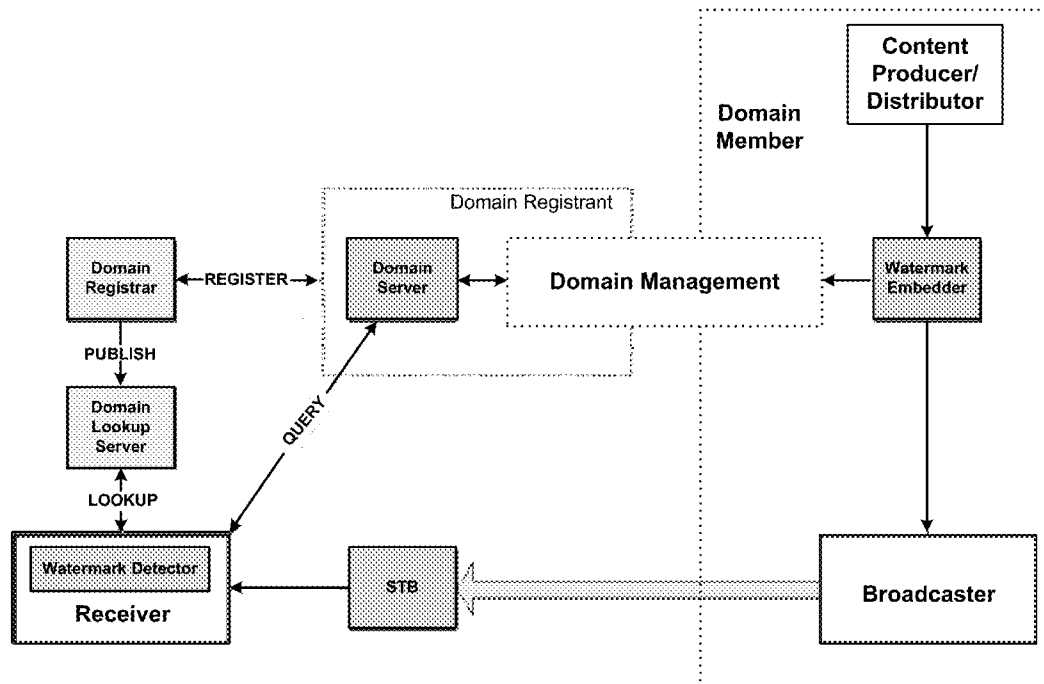 Content
Producer/
Distributor
Domain
Member
Domain Registrant
Domain
Registrar
REGISTER
Domain
Server
Domain Management
Watermark
Embedder
PUBLISH
Domain
Lookup
Server
QUERY
LOOKUP
Watermark Detector
Receiver
STB
Broadcaster